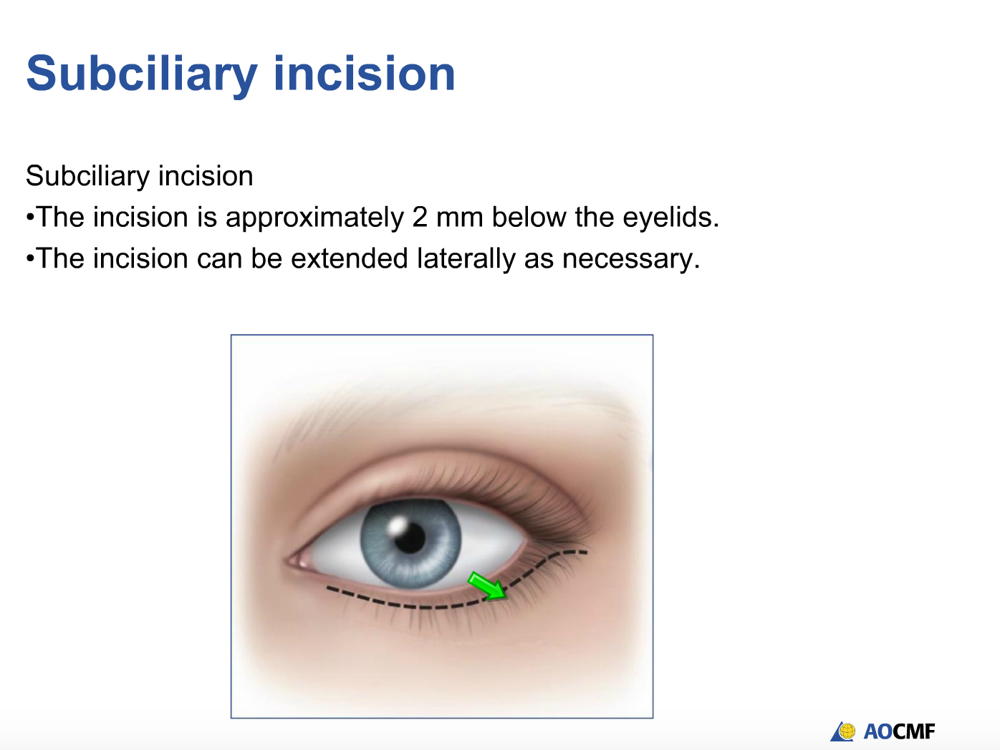 Subciliary incision
Subciliary incision
•The incision is approximately 2 mm below the eyelids.
•The incision can be extended laterally as necessary.
AOCMF